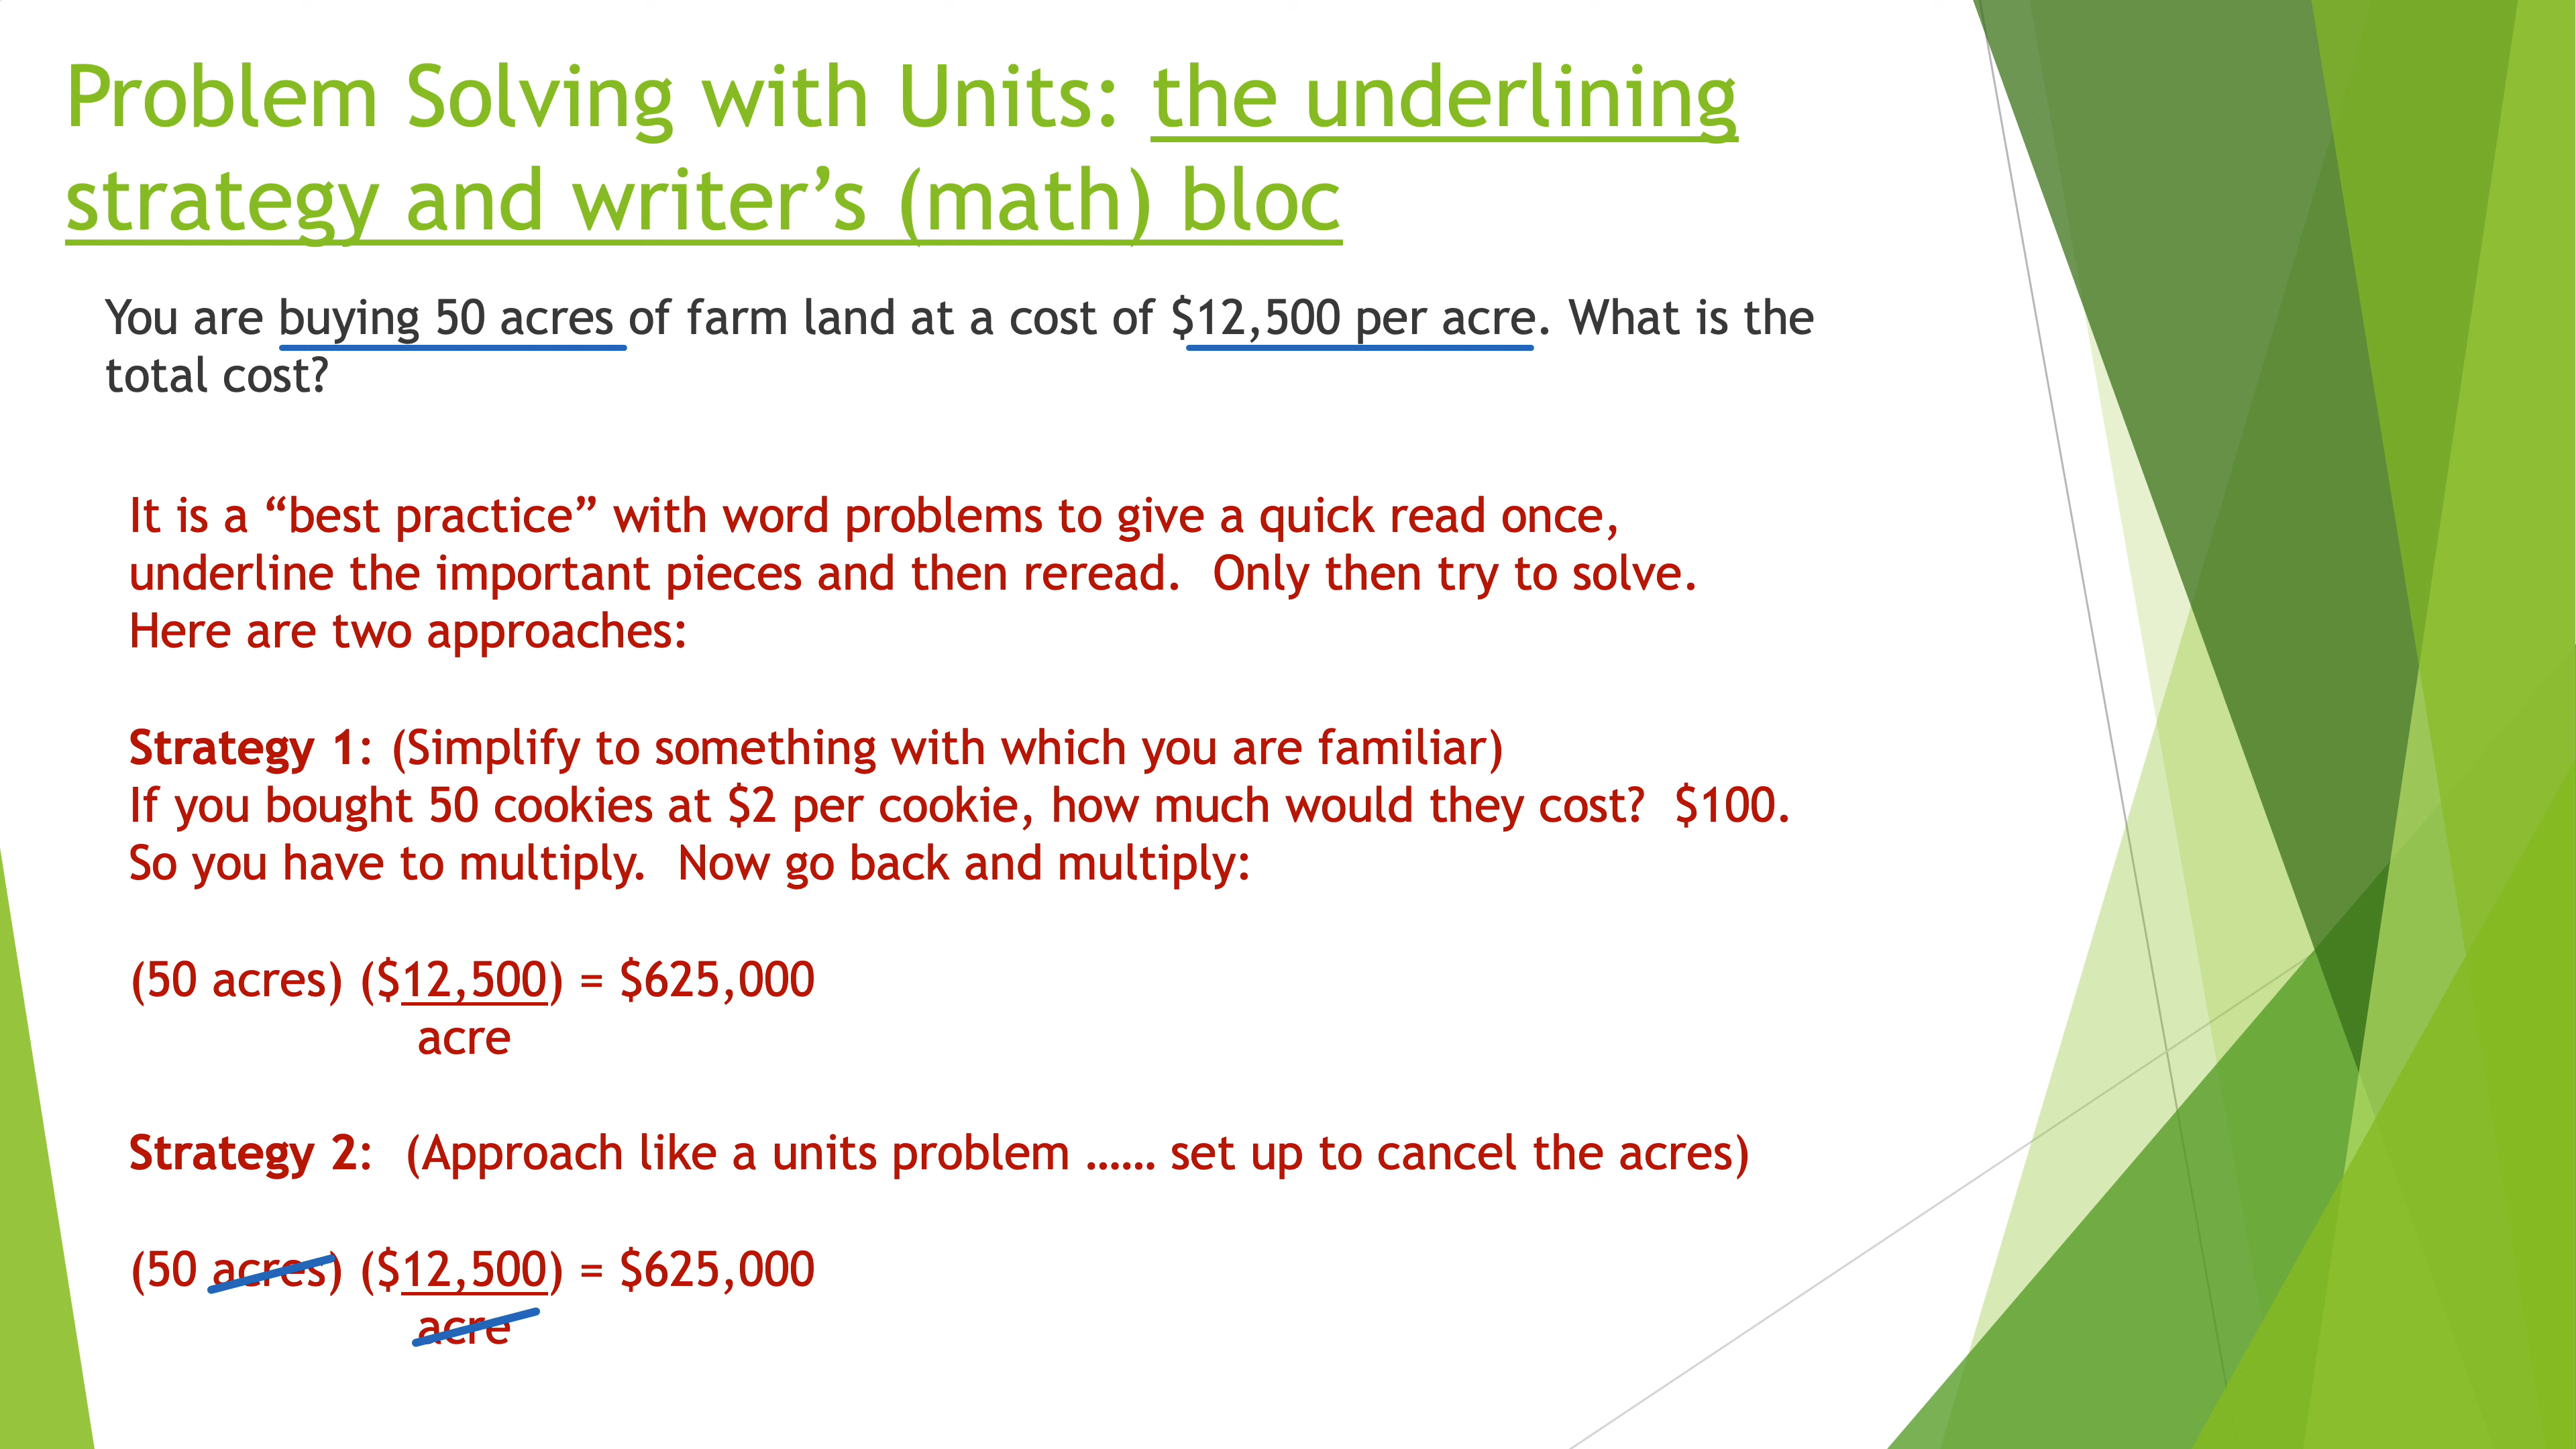 Problem Solving with Units: the underlining
strategy and writer’s (math) bloc
You are buying 50 acres of farm land at a cost of $12,500 per acre. What is the
total cost?
It is a “best practice” with word problems to give a quick read once,
underline the important pieces and then reread.  Only then try to solve.
Here are two approaches:
Strategy 1: (Simplify to something with which you are familiar)
If you bought 50 cookies at $2 per cookie, how much would they cost?  $100.
So you have to multiply.  Now go back and multiply:
(50 acres) ($12,500) = $625,000
acre
Strategy 2:  (Approach like a units problem …… set up to cancel the acres)
(50 acres) ($12,500) = $625,000
acre